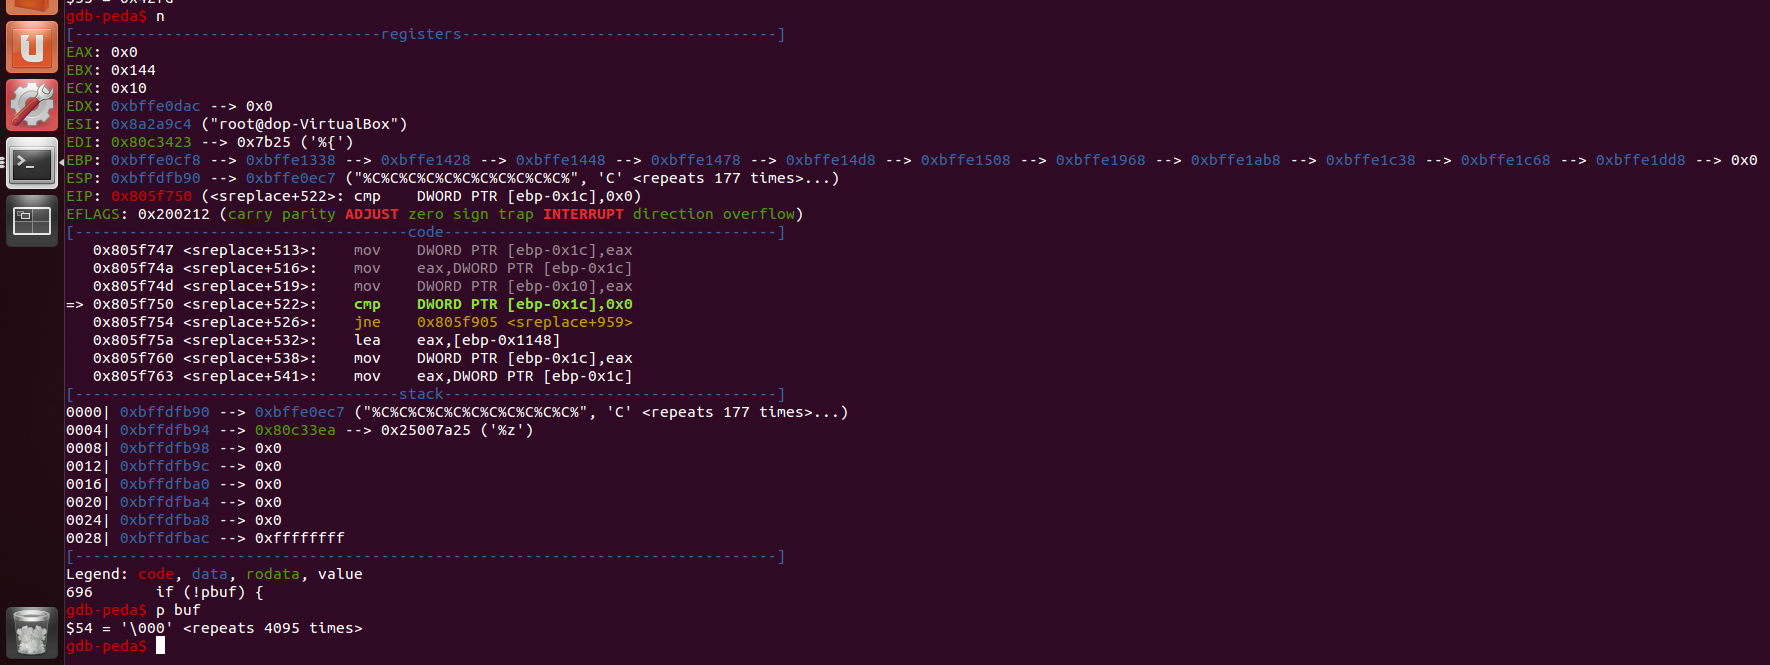 $53 = 0x42fd
gdb-peda$ n
[----------------------------------registers-----------------------------------]
EAX: 0x0
EBX: 0x144
ECX: 0x10
EDX: 0xbffe0dac --> 0x0
ESI: 0x8a2a9c4 ("root@dop-VirtualBox")
EDI: 0x80c3423 --> 0x7b25 ('%{')
EBP: 0xbffe0cf8 --> 0xbffe1338 --> 0xbffe1428 --> 0xbffe1448 --> 0xbffe1478 --> 0xbffe14d8 --> 0xbffe1508 --> 0xbffe1968 --> 0xbffe1ab8 --> 0xbffe1c38 --> 0xbffe1c68 --> 0xbffe1dd8 --> 0x0
ESP: 0xbffdfb90 --> 0xbffe0ec7 ("%C%C%C%C%C%C%C%C%C%C%C%", 'C' <repeats 177 times>...)
EIP: 0x805f750 (<sreplace+522>: cmp    DWORD PTR [ebp-0x1c],0x0)
EFLAGS: 0x200212 (carry parity ADJUST zero sign trap INTERRUPT direction overflow)
[-------------------------------------code-------------------------------------]
   0x805f747 <sreplace+513>:    mov    DWORD PTR [ebp-0x1c],eax
   0x805f74a <sreplace+516>:    mov    eax,DWORD PTR [ebp-0x1c]
   0x805f74d <sreplace+519>:    mov    DWORD PTR [ebp-0x10],eax
=> 0x805f750 <sreplace+522>:    cmp    DWORD PTR [ebp-0x1c],0x0
   0x805f754 <sreplace+526>:    jne    0x805f905 <sreplace+959>
   0x805f75a <sreplace+532>:    lea    eax,[ebp-0x1148]
   0x805f760 <sreplace+538>:    mov    DWORD PTR [ebp-0x1c],eax
   0x805f763 <sreplace+541>:    mov    eax,DWORD PTR [ebp-0x1c]
[------------------------------------stack-------------------------------------]
0000| 0xbffdfb90 --> 0xbffe0ec7 ("%C%C%C%C%C%C%C%C%C%C%C%", 'C' <repeats 177 times>...)
0004| 0xbffdfb94 --> 0x80c33ea --> 0x25007a25 ('%z')
0008| 0xbffdfb98 --> 0x0
0012| 0xbffdfb9c --> 0x0
0016| 0xbffdfba0 --> 0x0
0020| 0xbffdfba4 --> 0x0
0024| 0xbffdfba8 --> 0x0
0028| 0xbffdfbac --> 0xffffffff
[------------------------------------------------------------------------------]
Legend: code, data, rodata, value
696       if (!pbuf) {
gdb-peda$ p buf
$54 = '\000' <repeats 4095 times>
gdb-peda$